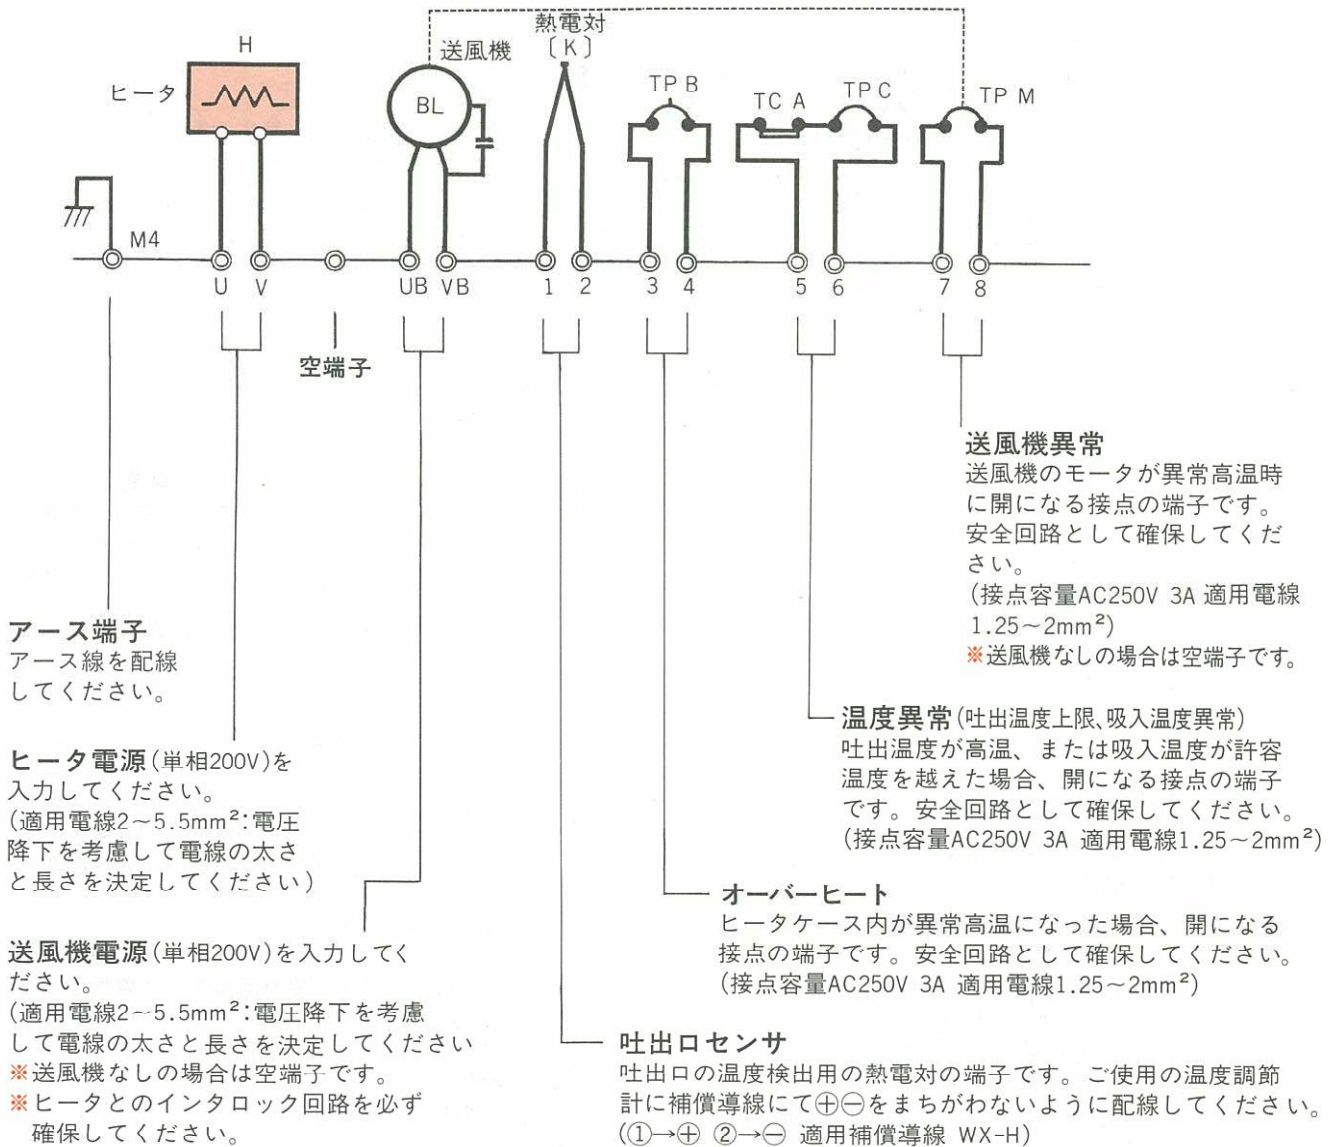 熱電対
〔K〕
H
送風機
ヒータ
BL
TP B
TC A
TP C
TP M
M4
U
V
UB
VB
1
2
3
4
5
6
7
8
空端子
送風機異常
送風機のモータが異常高温時
に開になる接点の端子です。
安全回路として確保してくだ
さい。
(接点容量AC250V 3A 適用電線
1.25~2mm²)
※送風機なしの場合は空端子です。
アース端子
アース線を配線
してください。
温度異常(吐出温度上限、吸入温度異常)
吐出温度が高温、または吸入温度が許容
温度を越えた場合、開になる接点の端子
です。安全回路として確保してください。
(接点容量AC250V 3A 適用電線1.25~2mm²)
ヒータ電源(単相200V)を
入力してください。
(適用電線2~5.5mm²:電圧
降下を考慮して電線の太さ
と長さを決定してください)
オーバーヒート
ヒータケース内が異常高温になった場合、開になる
接点の端子です。安全回路として確保してください。
(接点容量AC250V 3A 適用電線1.25~2mm²)
送風機電源(単相200V)を入力してく
ださい。
(適用電線2~5.5mm²:電圧降下を考慮
して電線の太さと長さを決定してください
※送風機なしの場合は空端子です。
※ヒータとのインタロック回路を必ず
確保してください。
吐出口センサ
吐出口の温度検出用の熱電対の端子です。ご使用の温度調節
計に補償導線にて⊕⊖をまちがわないように配線してください。
(①→⊕ ②→⊖ 適用補償導線 WX-H)